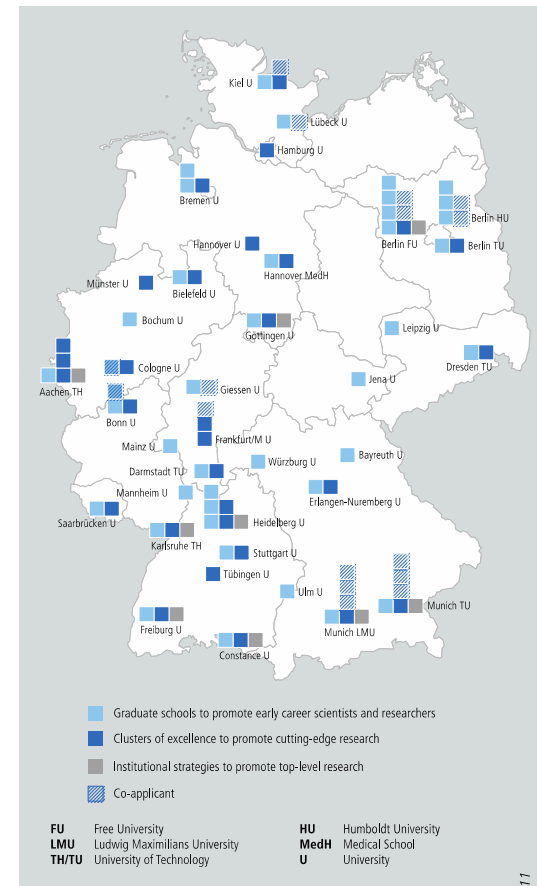 Kiel U
Lübeck U
Hamburg U
Bremen U
Berlin HU
Berlin FU
Berlin TU
Hannover U
Hannover MedH
Münster U
Bielefeld U
Bochum U
Göttingen U
Leipzig U
Dresden TU
Cologne U
Aachen TH
Giessen U
Jena U
Bonn U
Frankfurt/M U
Mainz U
Würzburg U
Bayreuth U
Darmstadt TU
Mannheim U
Erlangen-Nuremberg U
Saarbrücken U
Heidelberg U
Karlsruhe TH
Stuttgart U
Tübingen U
Ulm U
Munich TU
Freiburg U
Munich LMU
Constance U
Graduate schools to promote early career scientists and researchers
Clusters of excellence to promote cutting-edge research
Institutional strategies to promote top-level research
Co-applicant
FU Free University
LMU Ludwig Maximilians University
TH/TU University of Technology
HU Humboldt University
MedH Medical School
U University
11